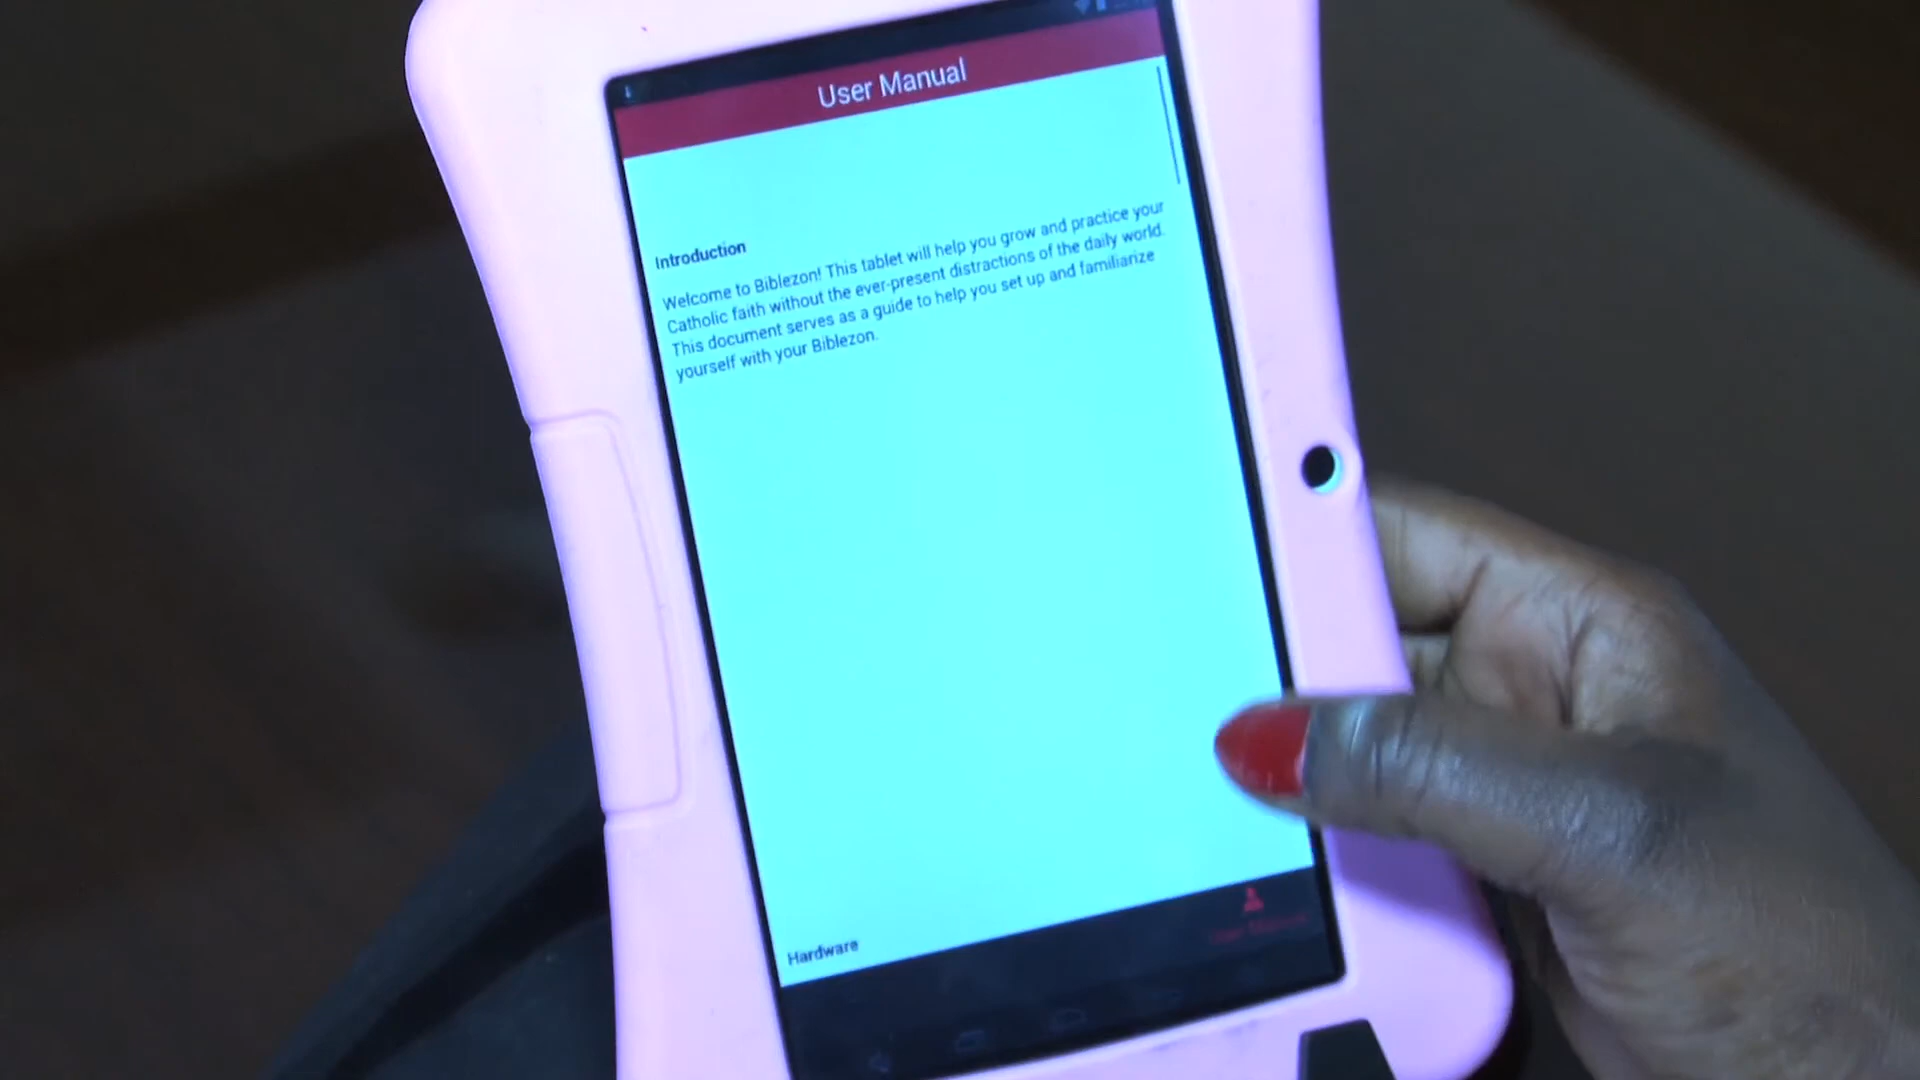 User Manual
Introduction
Welcome to Biblezon! This tablet will help you grow and practice your
Catholic faith without the ever-present distractions of the daily world.
This document serves as a guide to help you set up and familiarize
yourself with your Biblezon.
Hardware
User Manual